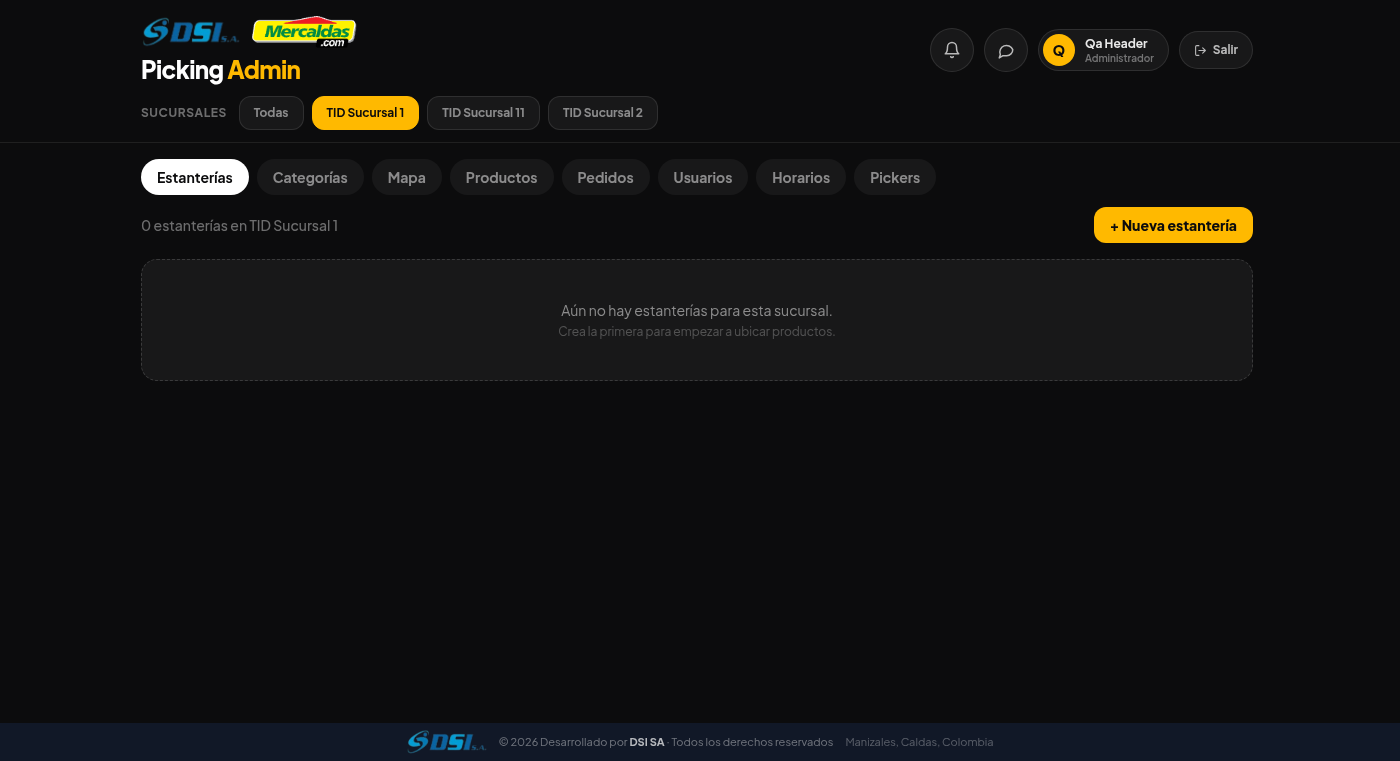 DSI S.A. Mercaldas .com
Picking Admin
Q Qa Header
Administrador
Salir
SUCURSALES Todas TID Sucursal 1 TID Sucursal 11 TID Sucursal 2
Estanterías Categorías Mapa Productos Pedidos Usuarios Horarios Pickers
0 estanterías en TID Sucursal 1
+ Nueva estantería
Aún no hay estanterías para esta sucursal.
Crea la primera para empezar a ubicar productos.
DSI S.A. © 2026 Desarrollado por DSI SA · Todos los derechos reservados Manizales, Caldas, Colombia